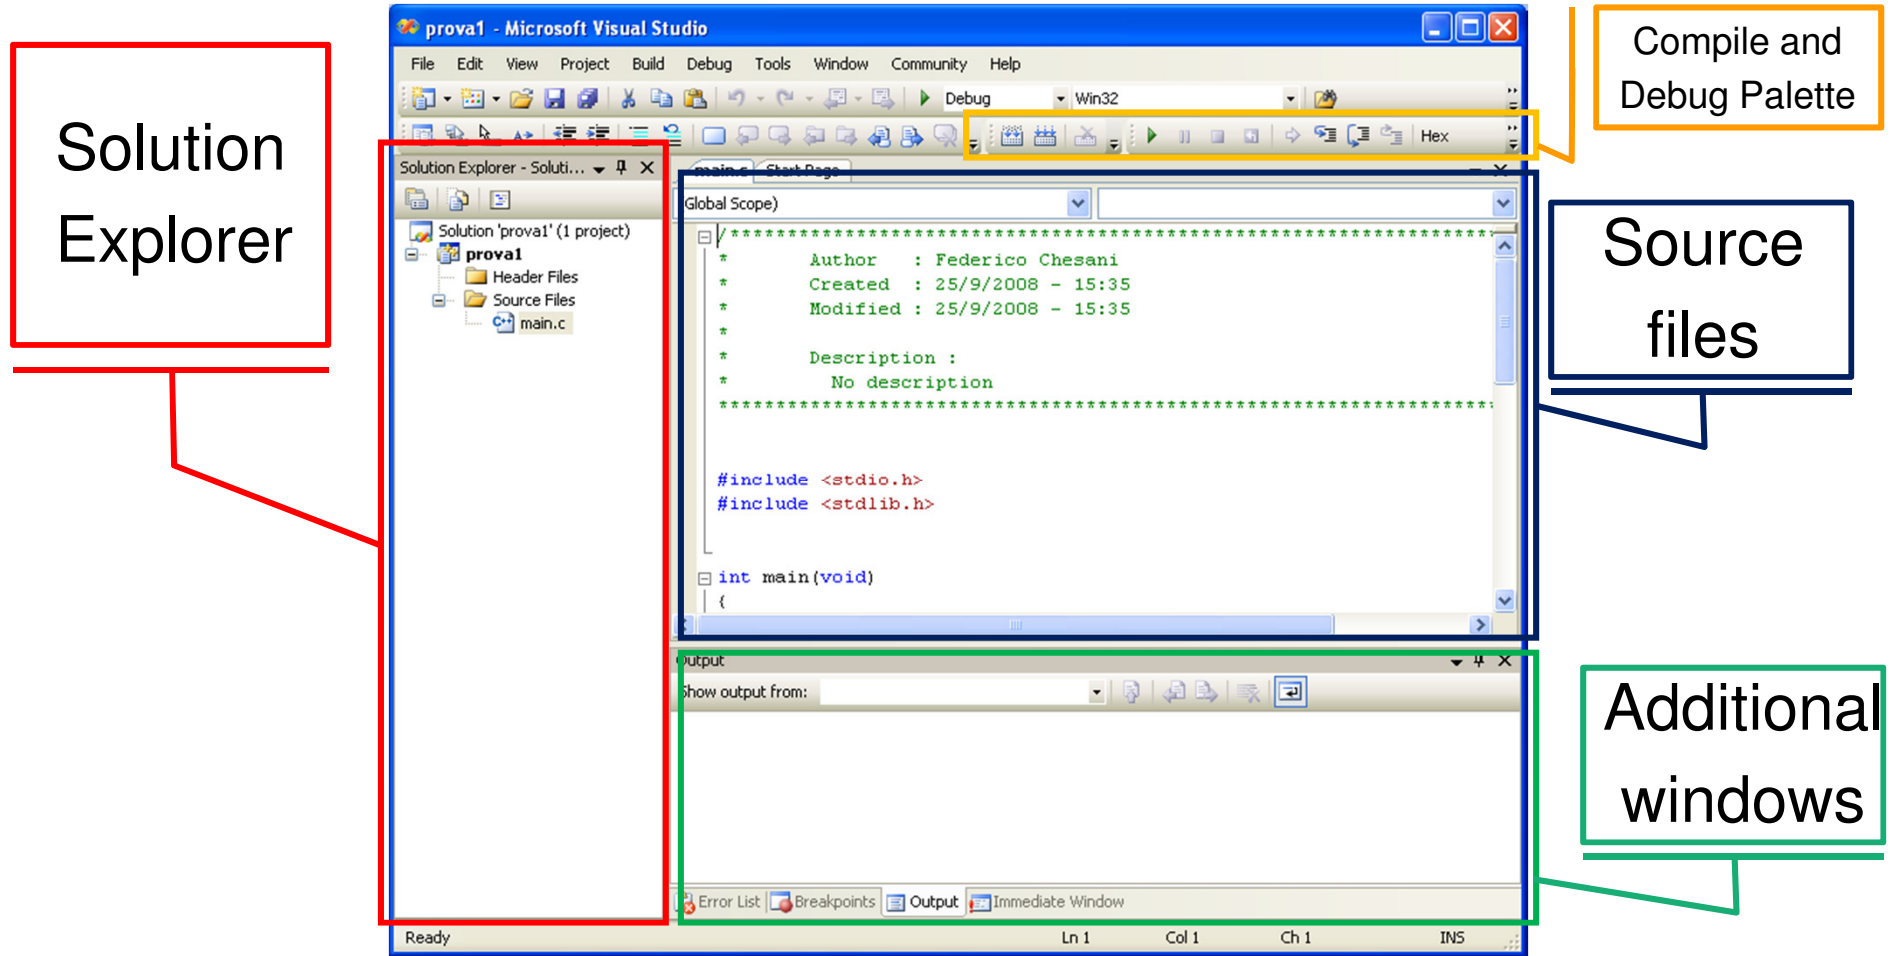 Solution
Explorer
prova1 - Microsoft Visual Studio
File Edit View Project Build Debug Tools Window Community Help
Debug Win32
Hex
Compile and
Debug Palette
Solution Explorer - Soluti...
Solution 'prova1' (1 project)
prova1
Header Files
Source Files
main.c
main.c Start Page
Global Scope)
/******************************************************************
* Author : Federico Chesani
* Created : 25/9/2008 - 15:35
* Modified : 25/9/2008 - 15:35
*
* Description :
* No description
*******************************************************************
#include <stdio.h>
#include <stdlib.h>
int main(void)
{
Source
files
Output
Show output from:
Error List Breakpoints Output Immediate Window
Additional
windows
Ready Ln 1 Col 1 Ch 1 INS